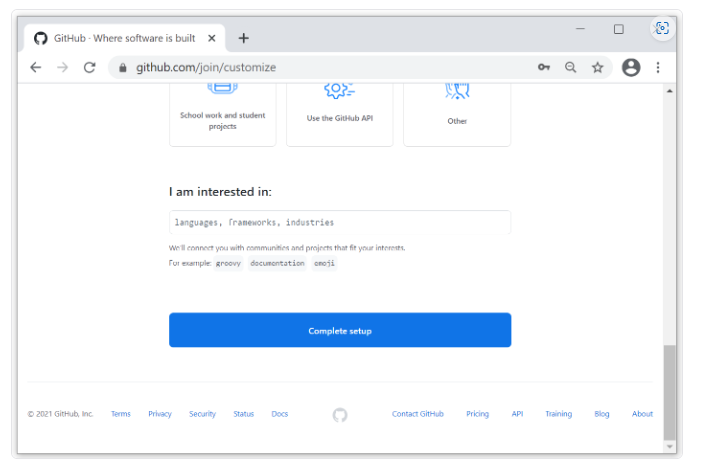 GitHub · Where software is built
github.com/join/customize
School work and student
projects
Use the GitHub API
Other
I am interested in:
languages, frameworks, industries
We'll connect you with communities and projects that fit your interests.
For example: groovy documentation emoji
Complete setup
© 2021 GitHub, Inc. Terms Privacy Security Status Docs Contact GitHub Pricing API Training Blog About